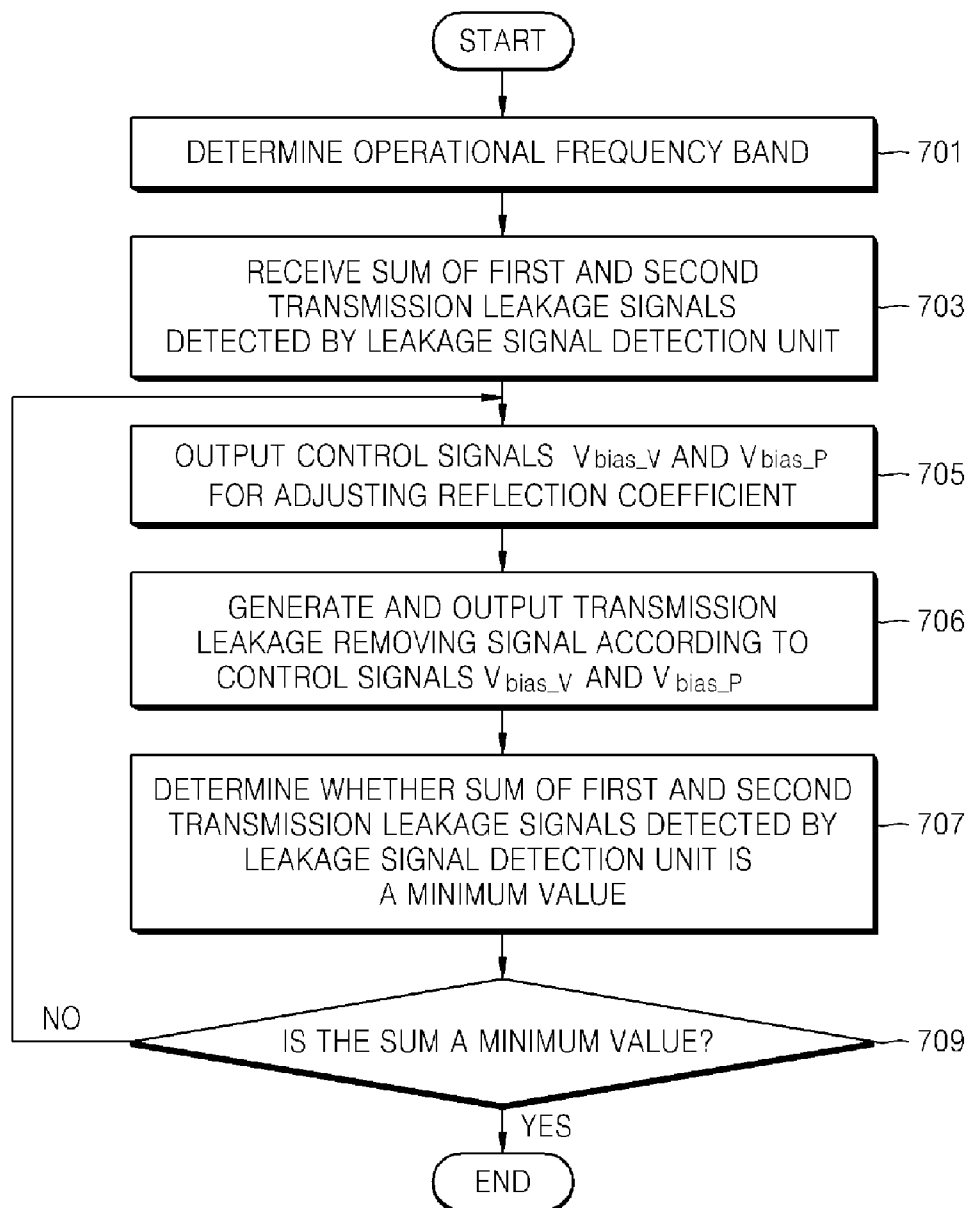 START
DETERMINE OPERATIONAL FREQUENCY BAND
701
RECEIVE SUM OF FIRST AND SECOND
TRANSMISSION LEAKAGE SIGNALS
DETECTED BY LEAKAGE SIGNAL DETECTION UNIT
703
OUTPUT CONTROL SIGNALS Vbias_V AND Vbias_P
FOR ADJUSTING REFLECTION COEFFICIENT
705
GENERATE AND OUTPUT TRANSMISSION
LEAKAGE REMOVING SIGNAL ACCORDING TO
CONTROL SIGNALS Vbias_V AND Vbias_P
706
DETERMINE WHETHER SUM OF FIRST AND SECOND
TRANSMISSION LEAKAGE SIGNALS DETECTED BY
LEAKAGE SIGNAL DETECTION UNIT IS
A MINIMUM VALUE
707
NO
IS THE SUM A MINIMUM VALUE?
709
YES
END